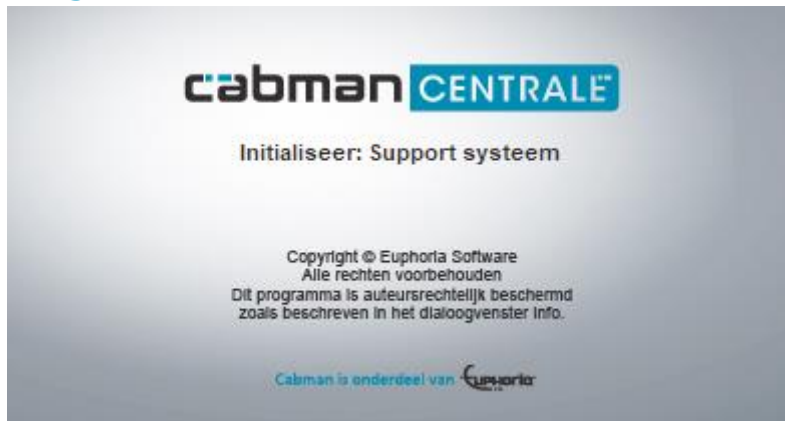 cabman CENTRALE
Initialiseer: Support systeem
Copyright © Euphoria Software
Alle rechten voorbehouden
Dit programma is auteursrechtelijk beschermd
zoals beschreven in het dialoogvenster Info.
Cabman is onderdeel van Euphoria